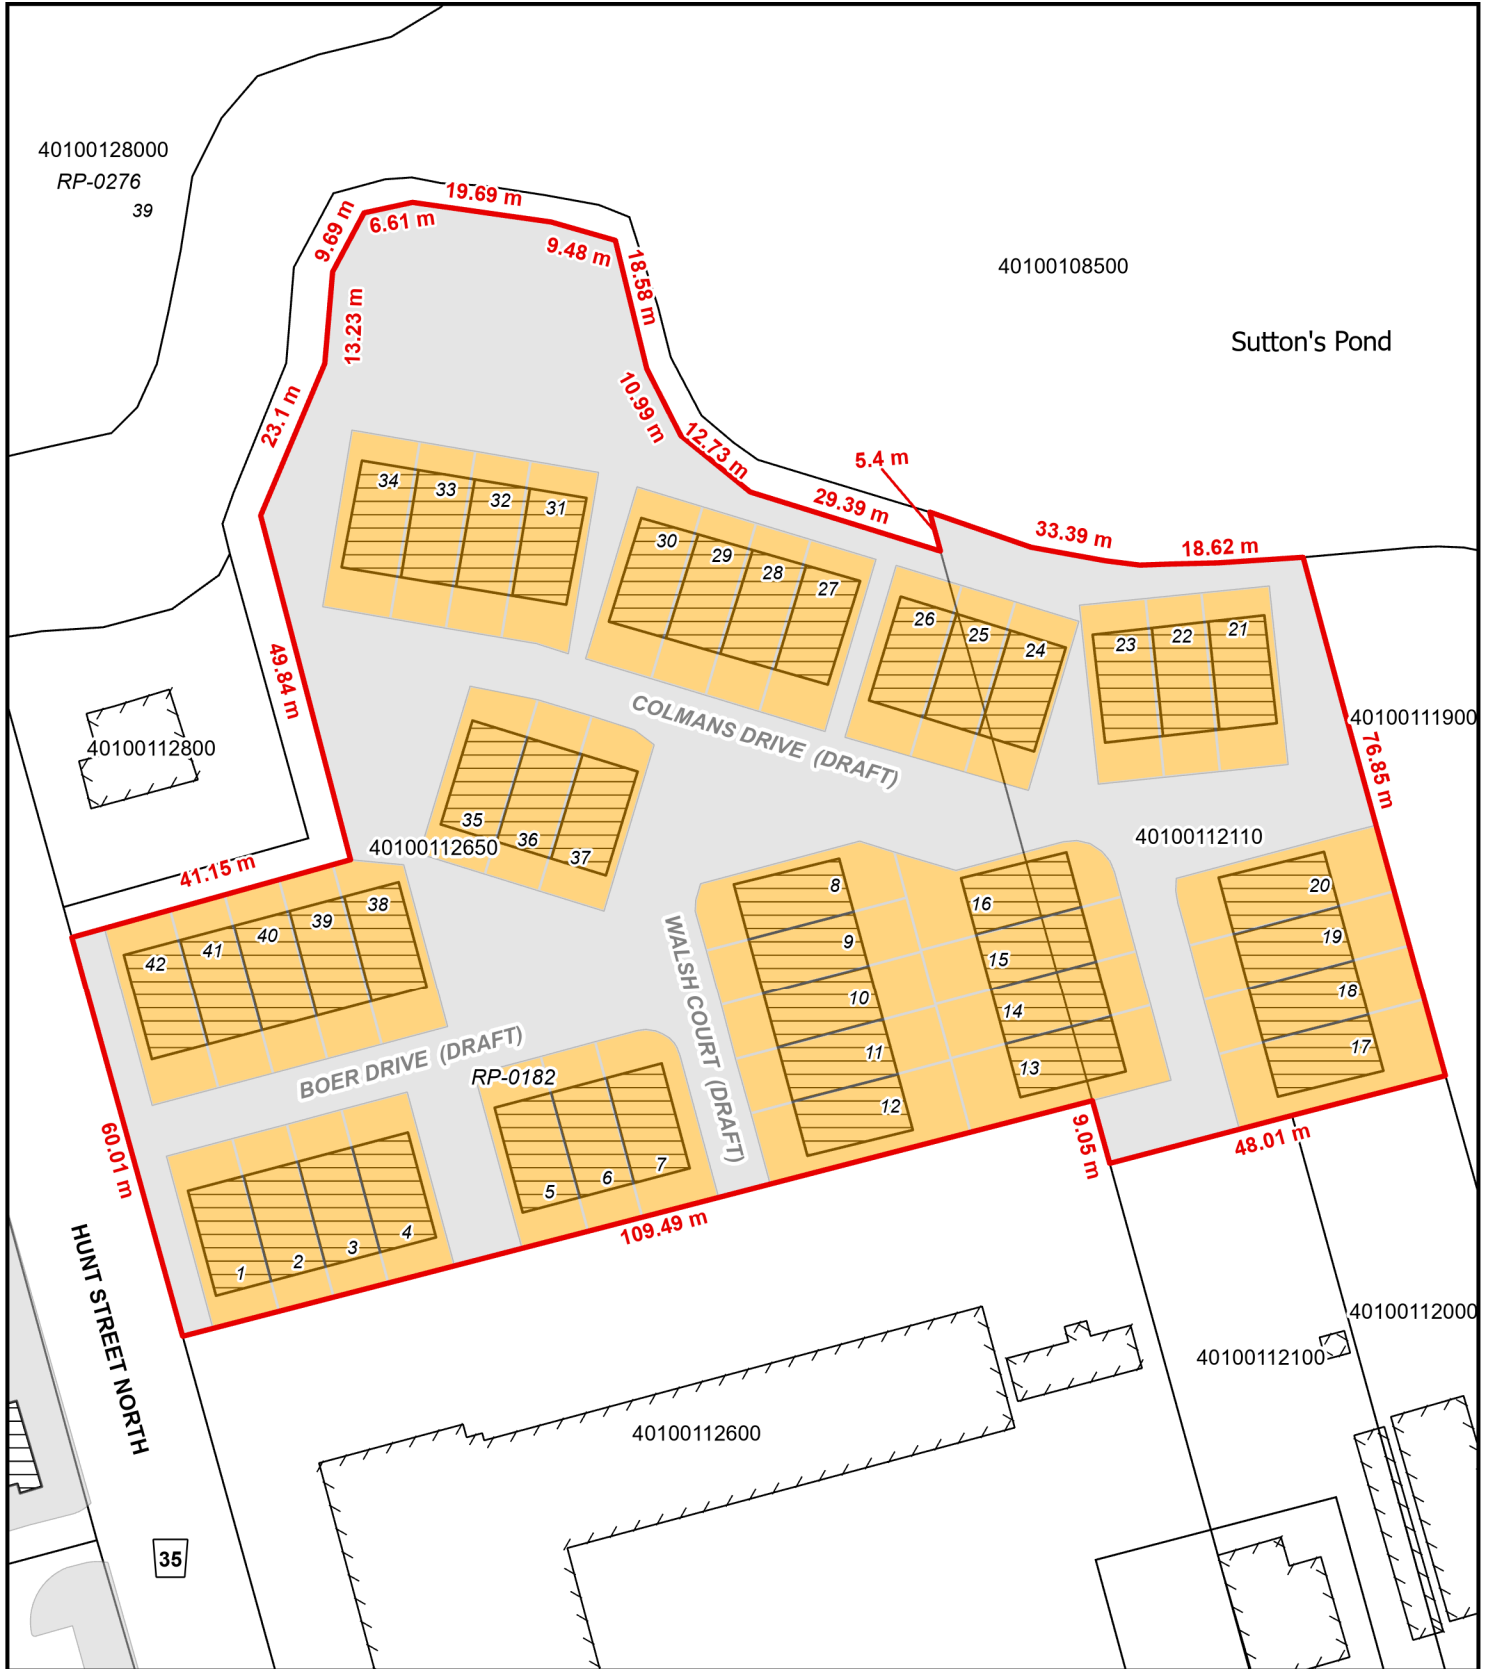 40100128000
RP-0276
39
19.69 m
6.61 m
9.69 m
9.48 m
18.58 m
13.23 m
40100108500
Sutton's Pond
23.1 m
10.99 m
12.73 m
5.4 m
29.39 m
33.39 m
18.62 m
34
33
32
31
30
29
28
27
26
25
24
23
22
21
49.84 m
COLMANS DRIVE (DRAFT)
40100111900
76.85 m
40100112800
35
36
37
40100112650
40100112110
41.15 m
42
41
40
39
38
8
9
10
11
12
16
15
14
13
20
19
18
17
WALSH COURT (DRAFT)
BOER DRIVE (DRAFT)
RP-0182
60.01 m
1
2
3
4
5
6
7
9.05 m
48.01 m
109.49 m
HUNT STREET NORTH
40100112000
40100112100
40100112600
35